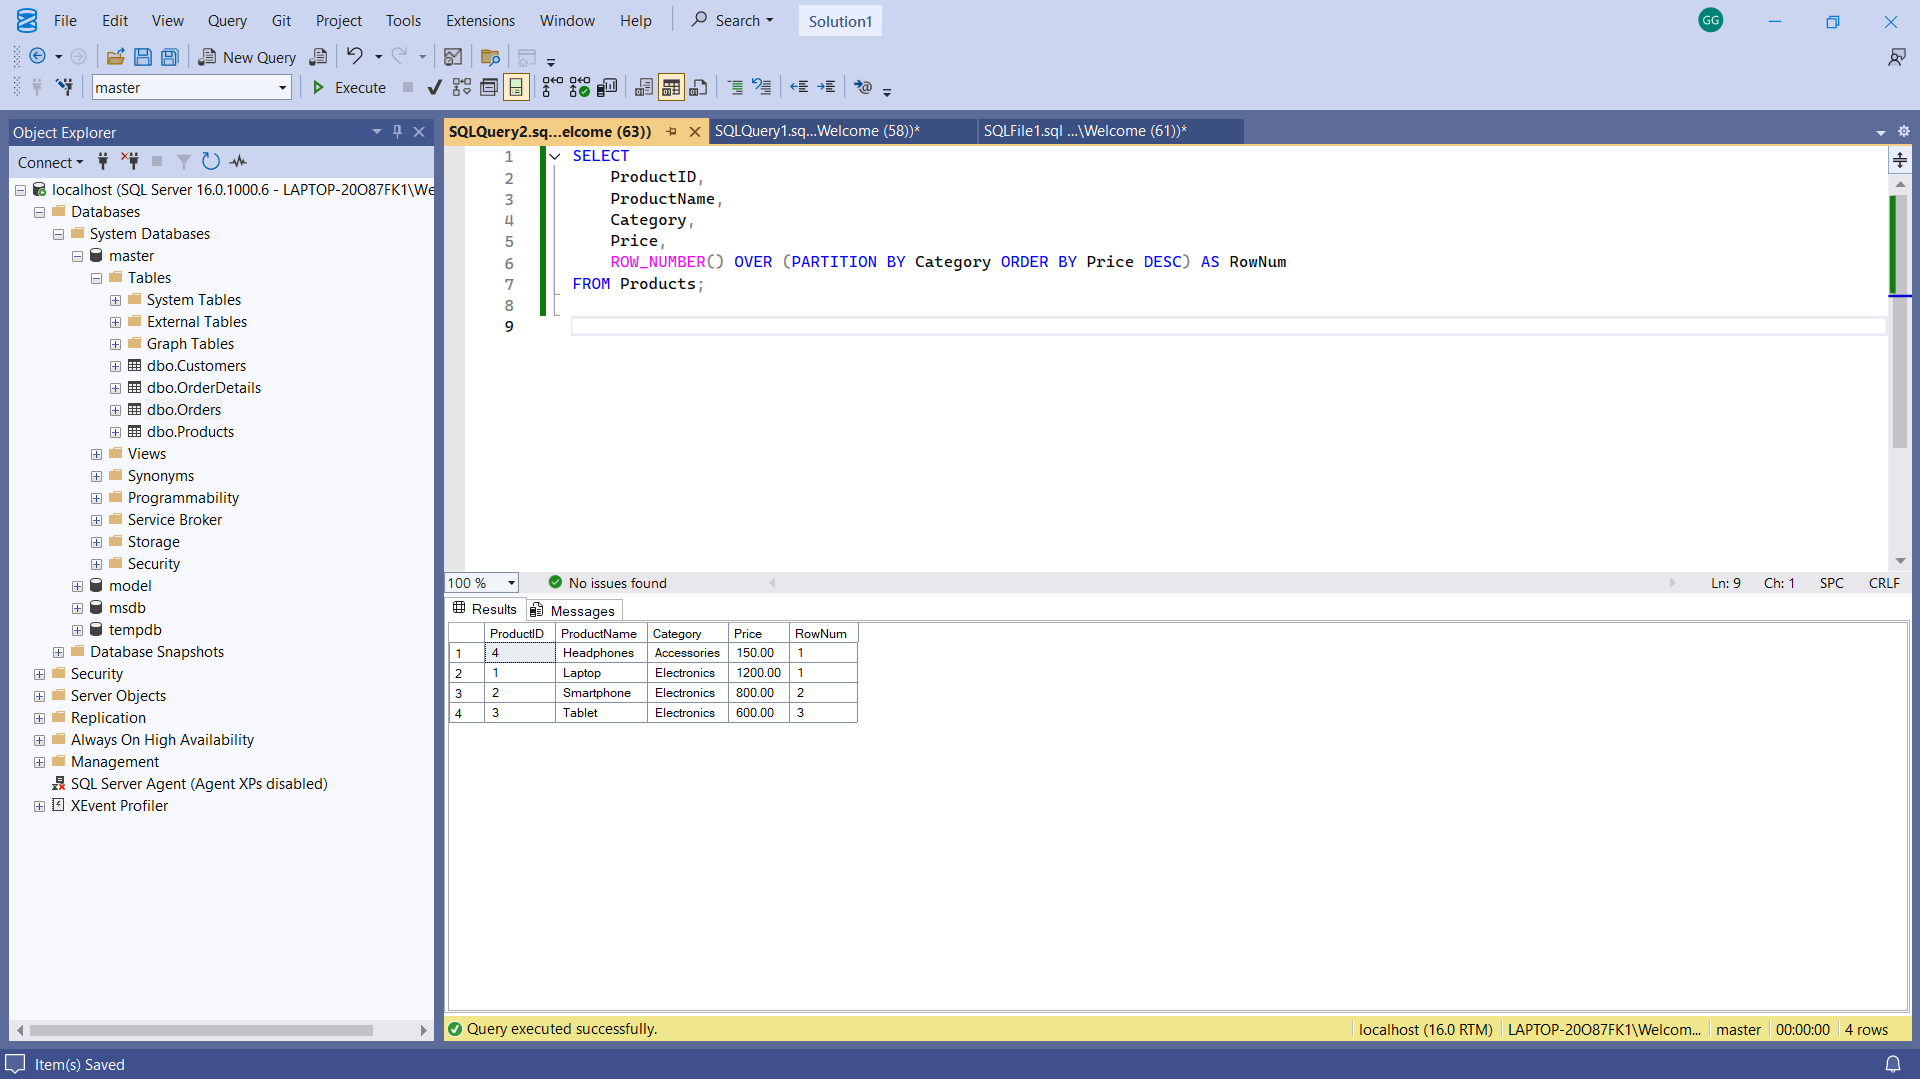 File Edit View Query Git Project Tools Extensions Window Help Search Solution1 GG
New Query
master Execute
Object Explorer
Connect
localhost (SQL Server 16.0.1000.6 - LAPTOP-20O87FK1\We
Databases
System Databases
master
Tables
System Tables
External Tables
Graph Tables
dbo.Customers
dbo.OrderDetails
dbo.Orders
dbo.Products
Views
Synonyms
Programmability
Service Broker
Storage
Security
model
msdb
tempdb
Database Snapshots
Security
Server Objects
Replication
Always On High Availability
Management
SQL Server Agent (Agent XPs disabled)
XEvent Profiler
SQLQuery2.sq...elcome (63)) SQLQuery1.sq...Welcome (58))* SQLFile1.sql ...\Welcome (61))*
1 SELECT
2 ProductID,
3 ProductName,
4 Category,
5 Price,
6 ROW_NUMBER() OVER (PARTITION BY Category ORDER BY Price DESC) AS RowNum
7 FROM Products;
8
9
100 % No issues found Ln: 9 Ch: 1 SPC CRLF
Results Messages
ProductID ProductName Category Price RowNum
1 4 Headphones Accessories 150.00 1
2 1 Laptop Electronics 1200.00 1
3 2 Smartphone Electronics 800.00 2
4 3 Tablet Electronics 600.00 3
Query executed successfully. localhost (16.0 RTM) LAPTOP-20O87FK1\Welcom... master 00:00:00 4 rows
Item(s) Saved